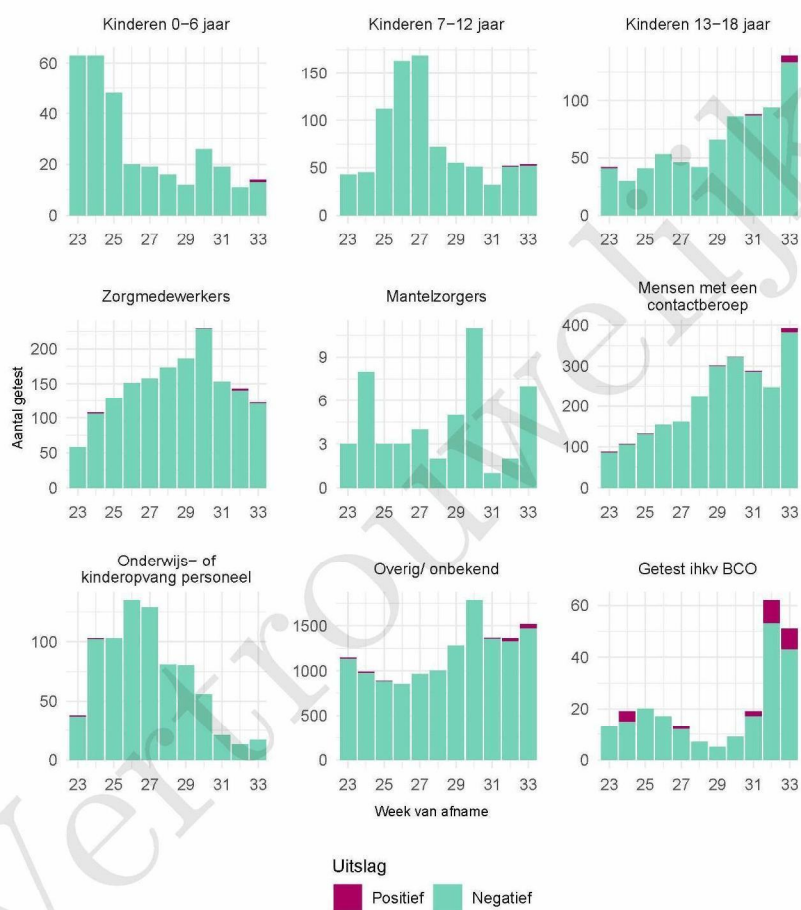 Kinderen 0–6 jaar
60
40
20
0
23 25 27 29 31 33
Kinderen 7–12 jaar
150
100
50
0
23 25 27 29 31 33
Kinderen 13–18 jaar
100
50
0
23 25 27 29 31 33
Aantal getest
Zorgmedewerkers
200
150
100
50
0
23 25 27 29 31 33
Mantelzorgers
9
6
3
0
23 25 27 29 31 33
Mensen met een
contactberoep
400
300
200
100
0
23 25 27 29 31 33
Onderwijs– of
kinderopvang personeel
100
50
0
23 25 27 29 31 33
Overig/ onbekend
1500
1000
500
0
23 25 27 29 31 33
Getest ihkv BCO
60
40
20
0
23 25 27 29 31 33
Week van afname
Uitslag
Positief Negatief
Vertrouwelijk